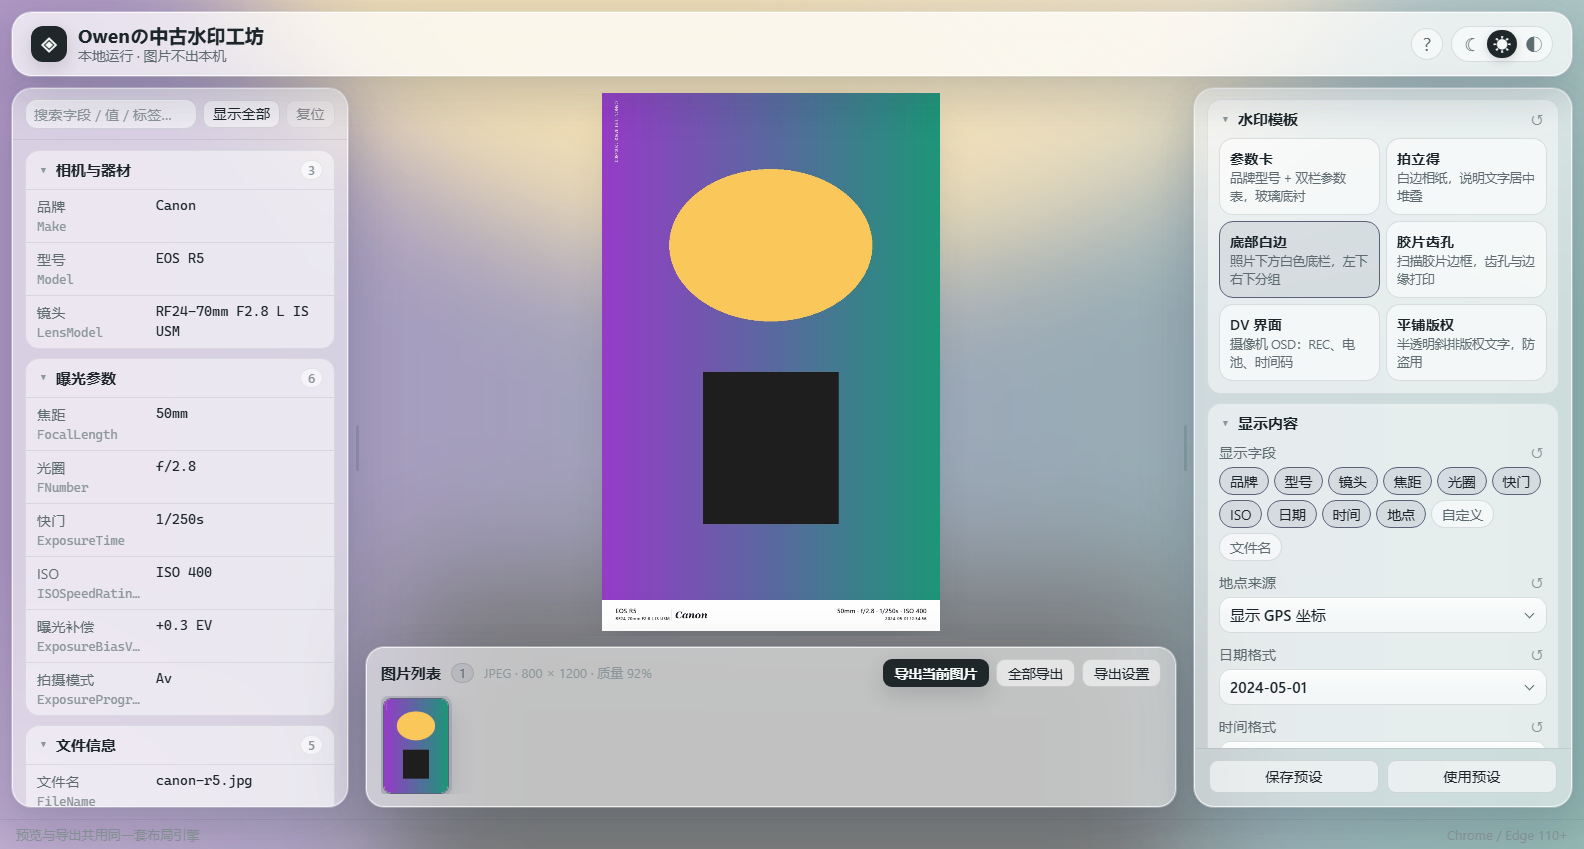 Owenの中古水印工坊
本地运行 · 图片不出本机
?
搜索字段 / 值 / 标签...
显示全部
复位
相机与器材
3
品牌
Canon
Make
型号
EOS R5
Model
镜头
RF24-70mm F2.8 L IS
USM
LensModel
曝光参数
6
焦距
50mm
FocalLength
光圈
f/2.8
FNumber
快门
1/250s
ExposureTime
ISO
ISO 400
ISOSpeedRatin…
曝光补偿
+0.3 EV
ExposureBiasV…
拍摄模式
Av
ExposureProgr…
文件信息
5
文件名
canon-r5.jpg
FileName
EOS R5
RF24-70mm F2.8 L IS USM
Canon
50mm · f/2.8 · 1/250s · ISO 400
图片列表
1
JPEG · 800 × 1200 · 质量 92%
导出当前图片
全部导出
导出设置
水印模板
参数卡
品牌型号 + 双栏参数
表，玻璃底衬
拍立得
白边相纸，说明文字居中
堆叠
底部白边
照片下方白色底栏，左下
右下分组
胶片齿孔
扫描胶片边框，齿孔与边
缘打印
DV 界面
摄像机 OSD：REC、电
池、时间码
平铺版权
半透明斜排版权文字，防
盗用
显示内容
显示字段
品牌
型号
镜头
焦距
光圈
快门
ISO
日期
时间
地点
自定义
文件名
地点来源
显示 GPS 坐标
日期格式
2024-05-01
时间格式
保存预设
使用预设
预览与导出共用同一套布局引擎
Chrome / Edge 110+